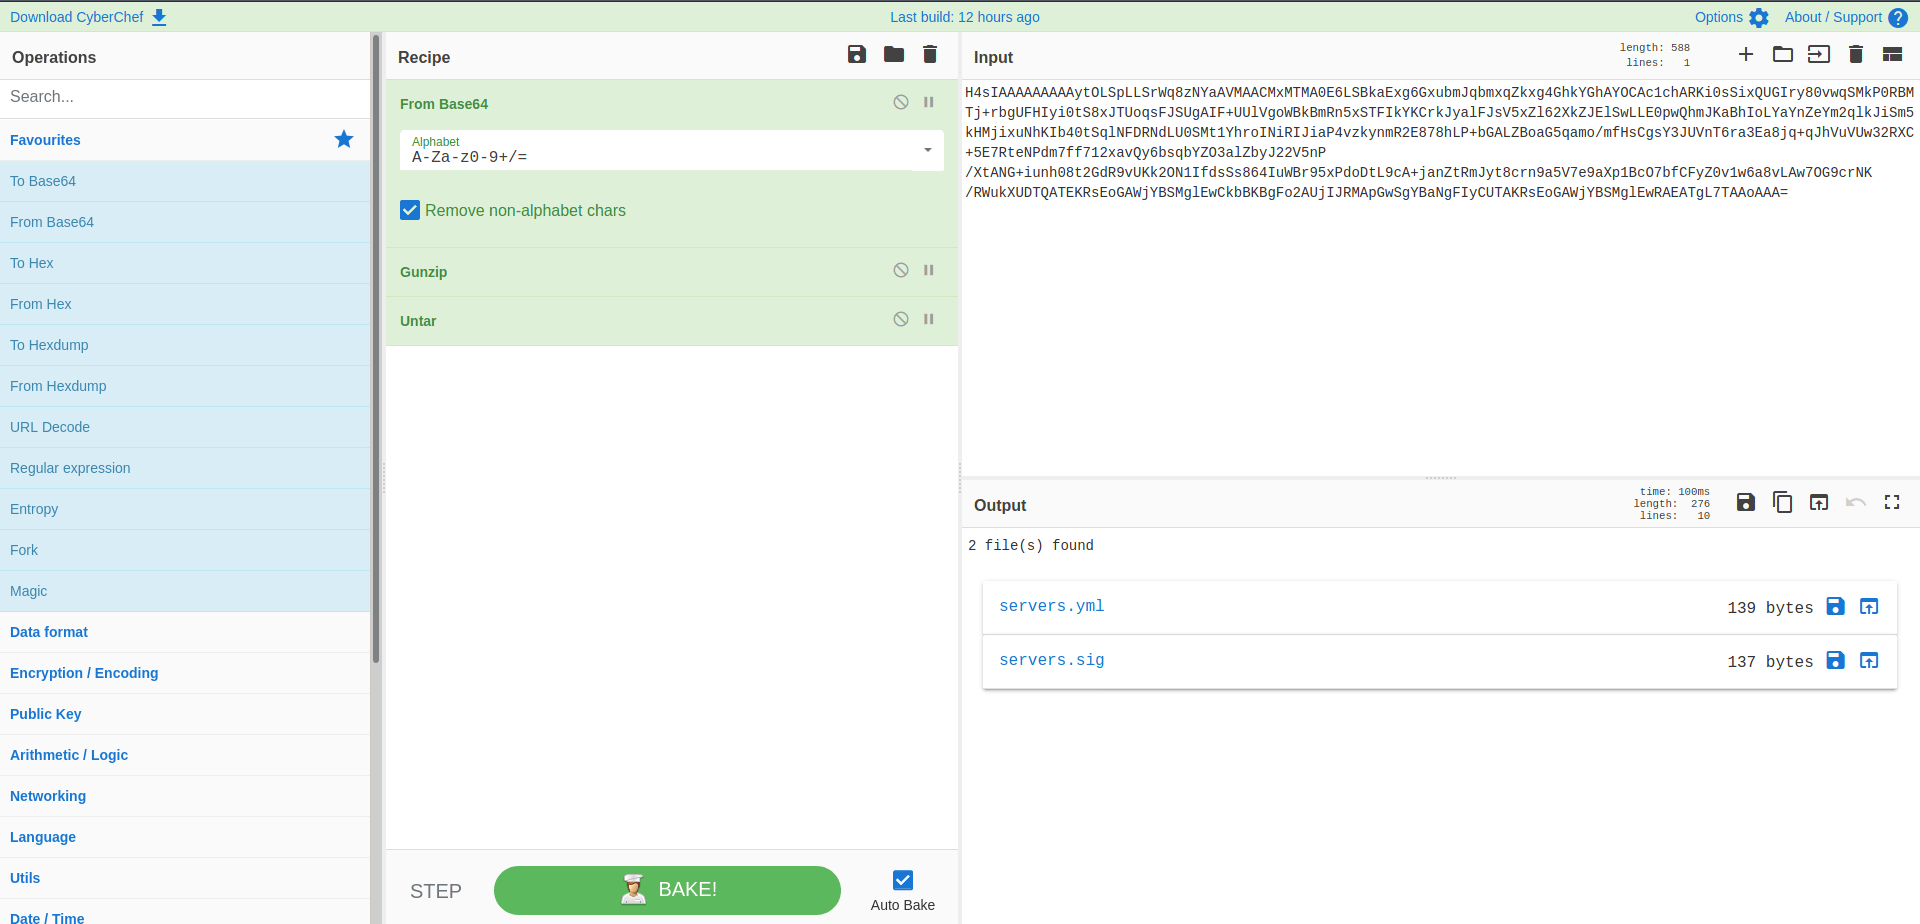 Download CyberChef
Last build: 12 hours ago
Options
About / Support
Operations
Search...
Favourites
To Base64
From Base64
To Hex
From Hex
To Hexdump
From Hexdump
URL Decode
Regular expression
Entropy
Fork
Magic
Data format
Encryption / Encoding
Public Key
Arithmetic / Logic
Networking
Language
Utils
Date / Time
Recipe
From Base64
Alphabet
A-Za-z0-9+/=
Remove non-alphabet chars
Gunzip
Untar
STEP
BAKE!
Auto Bake
Input
length: 588
lines: 1
H4sIAAAAAAAAAytOLSpLLSrWq8zNYaAVMAACMxMTMA0E6LSBkaExg6GxubmJqbmxqZkxg4GhkYGhAYOCAc1chARKi0sSixQUGIry80vwqSMkP0RBM
Tj+rbgUFHIyi0tS8xJTUoqsFJSUgAIF+UUlVgoWBkBmRn5xSTFIkYKCrkJyalFJsV5xZl62XkZJElSwLLE0pwQhmJKaBhIoLYaYnZeYm2qlkJiSm5
kHMjixuNhKIb40tSqlNFDRNdLU0SMt1YhroINiRIJiaP4vzkynmR2E878hLP+bGALZBoaG5qamo/mfHsCgsY3JUVnT6ra3Ea8jq+qJhVuVUw32RXC
+5E7RteNPdm7ff712xavQy6bsqbYZO3alZbyJ22V5nP
/XtANG+iunh08t2GdR9vUKk2ON1IfdsSs864IuWBr95xPdoDtL9cA+janZtRmJyt8crn9a5V7e9aXp1BcO7bfCFyZ0v1w6a8vLAw7OG9crNK
/RWukXUDTQATEKRsEoGAWjYBSMglEwCkbBKBgFo2AUjIJRMApGwSgYBaNgFIyCUTAKRsEoGAWjYBSMglEwRAEATgL7TAAoAAA=
Output
time: 100ms
length: 276
lines: 10
2 file(s) found
servers.yml
139 bytes
servers.sig
137 bytes